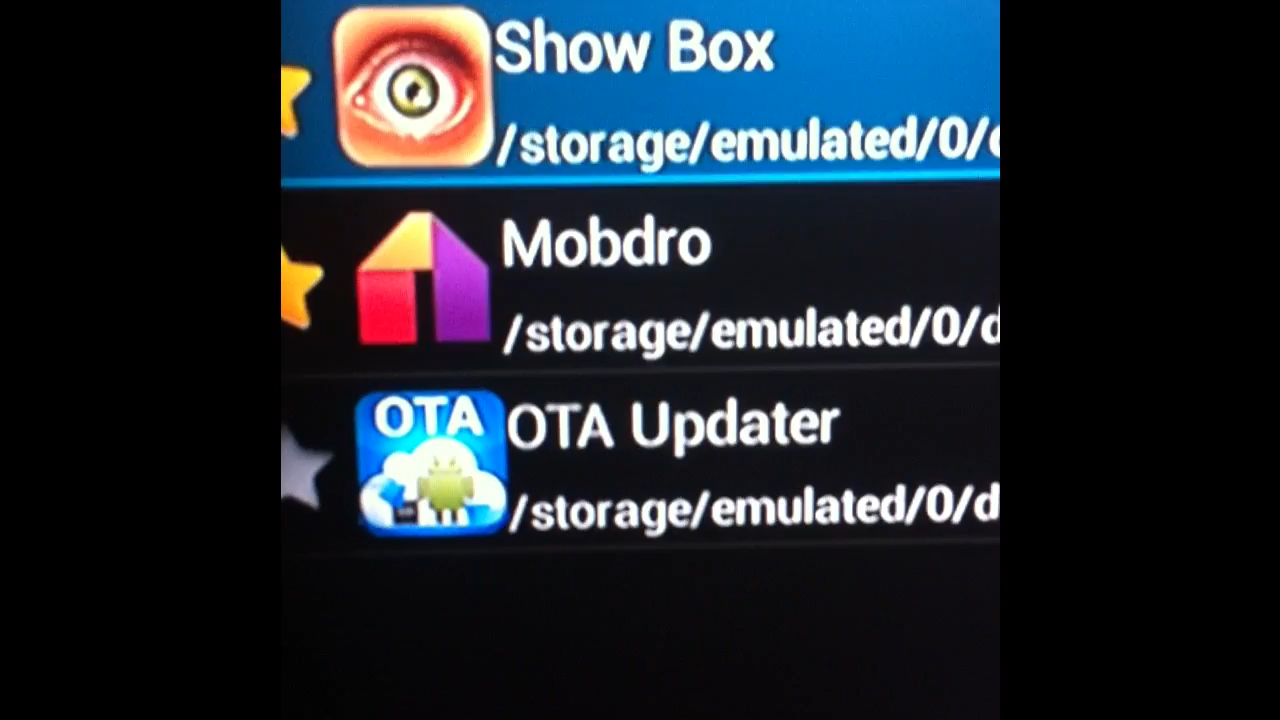 Show Box
/storage/emulated/0/
Mobdro
/storage/emulated/0/d
OTA
OTA Updater
/storage/emulated/0/d